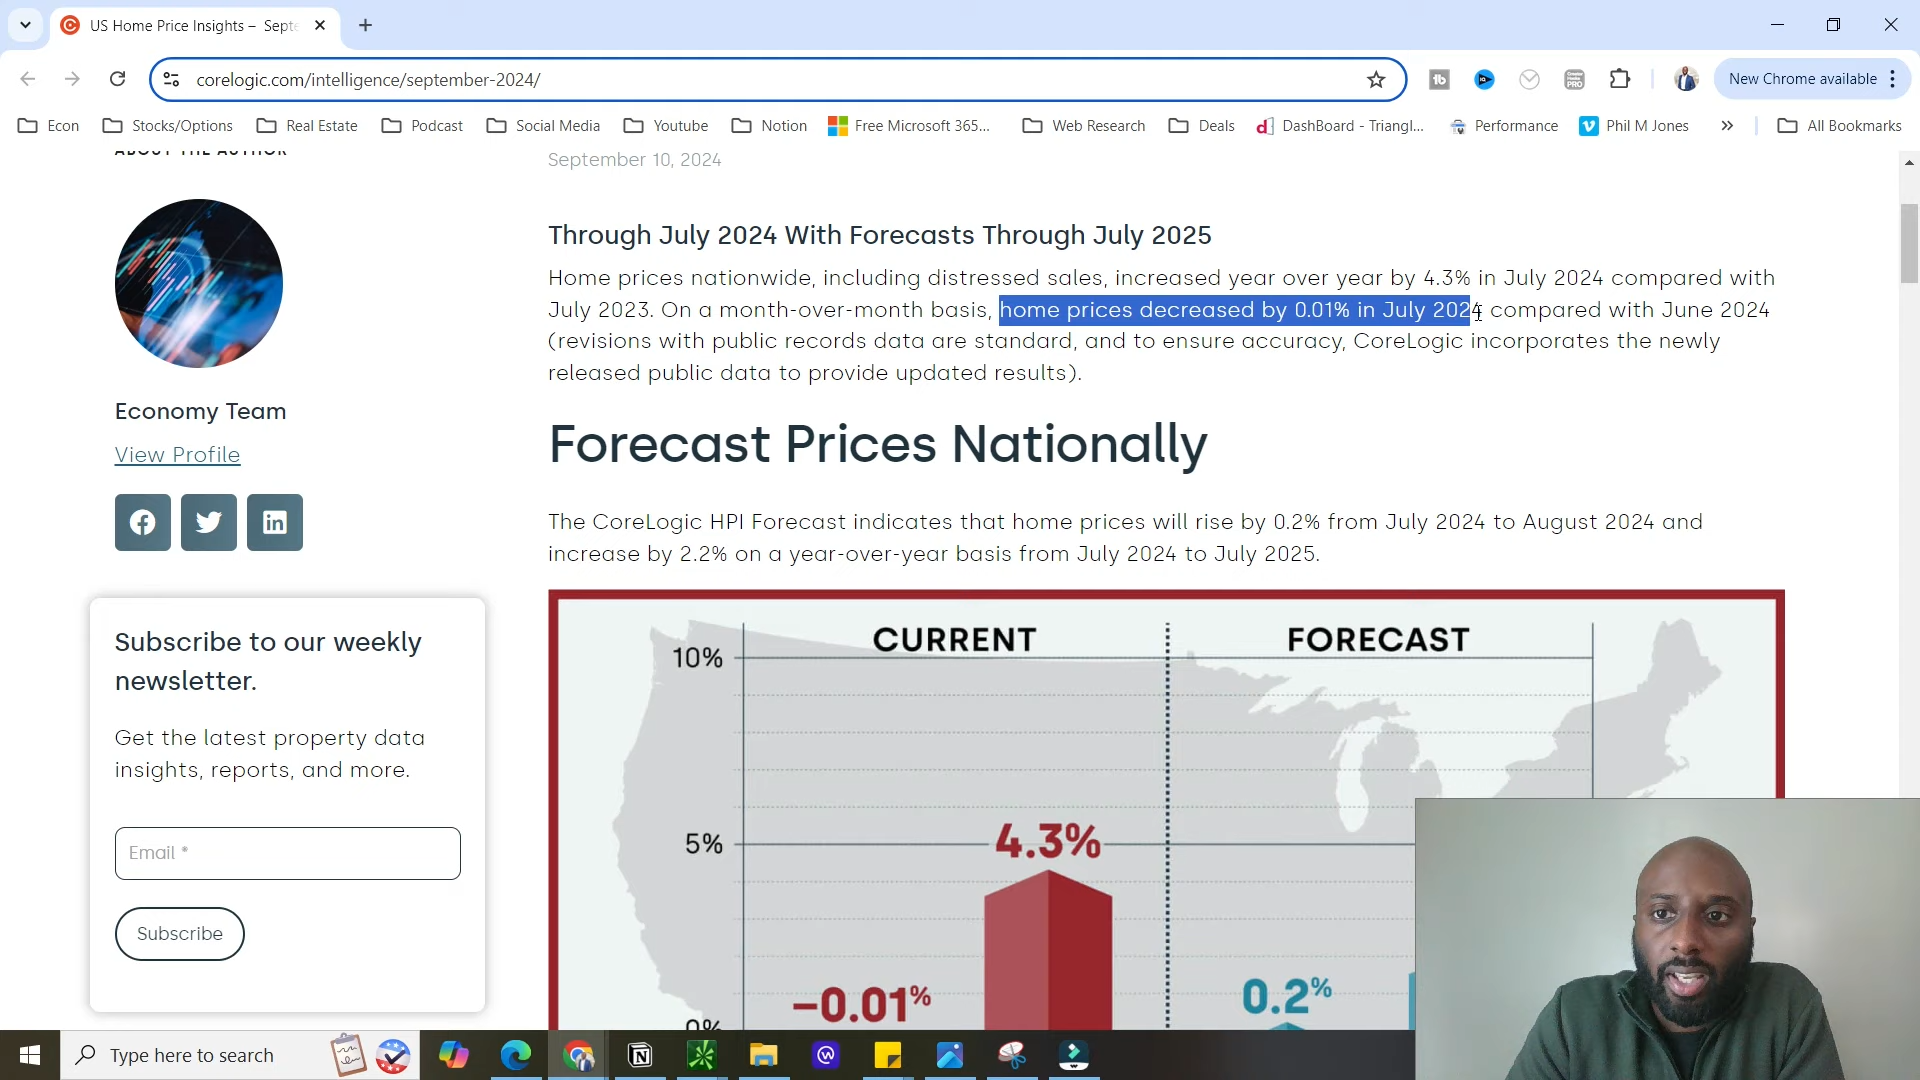 US Home Price Insights – Septe
corelogic.com/intelligence/september-2024/
New Chrome available
Econ
Stocks/Options
Real Estate
Podcast
Social Media
Youtube
Notion
Free Microsoft 365...
Web Research
Deals
DashBoard - Triangl...
Performance
Phil M Jones
All Bookmarks
ABOUT THE AUTHOR
Economy Team
View Profile
Subscribe to our weekly
newsletter.
Get the latest property data
insights, reports, and more.
Email *
Subscribe
September 10, 2024
Through July 2024 With Forecasts Through July 2025
Home prices nationwide, including distressed sales, increased year over year by 4.3% in July 2024 compared with
July 2023. On a month-over-month basis, home prices decreased by 0.01% in July 2024 compared with June 2024
(revisions with public records data are standard, and to ensure accuracy, CoreLogic incorporates the newly
released public data to provide updated results).
Forecast Prices Nationally
The CoreLogic HPI Forecast indicates that home prices will rise by 0.2% from July 2024 to August 2024 and
increase by 2.2% on a year-over-year basis from July 2024 to July 2025.
CURRENT
FORECAST
10%
5%
4.3%
−0.01%
0.2%
0%
Type here to search